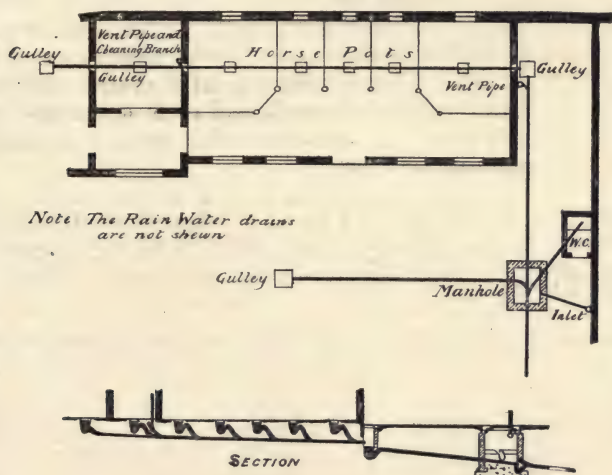 Vent Pipe and
Cleaning Branch
Gulley
Horse Pots
Gulley
Gulley
Vent Pipe
Note The Rain Water drains
are not shewn
W.C.
Gulley
Manhole
Inlet
SECTION